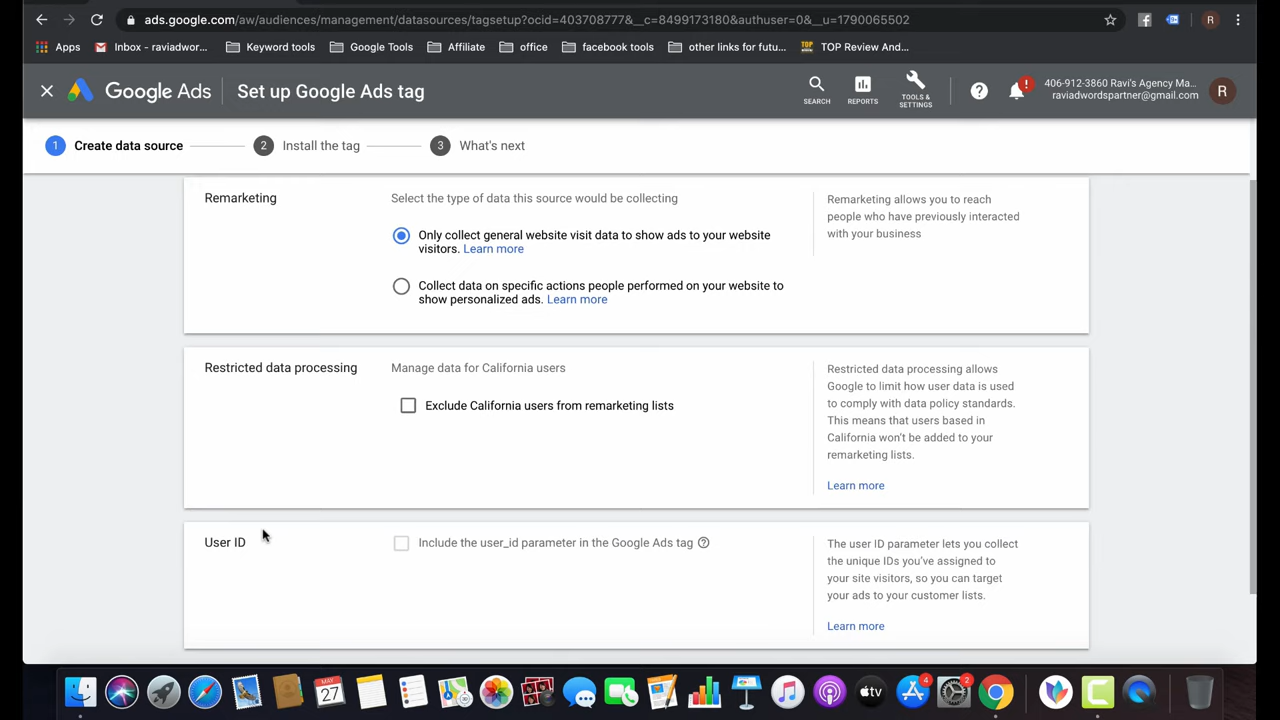 ads.google.com/aw/audiences/management/datasources/tagsetup?ocid=403708777&__c=8499173180&authuser=0&__u=1790065502
R
Apps
Inbox - raviadwor...
Keyword tools
Google Tools
Affiliate
office
facebook tools
other links for futu...
TOP Review And...
Google Ads
Set up Google Ads tag
SEARCH
REPORTS
TOOLS &
SETTINGS
406-912-3860 Ravi's Agency Ma...
raviadwordspartner@gmail.com
R
1 Create data source
2 Install the tag
3 What's next
Remarketing
Select the type of data this source would be collecting
Only collect general website visit data to show ads to your website
visitors. Learn more
Collect data on specific actions people performed on your website to
show personalized ads. Learn more
Remarketing allows you to reach
people who have previously interacted
with your business
Restricted data processing
Manage data for California users
Exclude California users from remarketing lists
Restricted data processing allows
Google to limit how user data is used
to comply with data policy standards.
This means that users based in
California won't be added to your
remarketing lists.
Learn more
User ID
Include the user_id parameter in the Google Ads tag
The user ID parameter lets you collect
the unique IDs you've assigned to
your site visitors, so you can target
your ads to your customer lists.
Learn more
MAY
27
tv
4
2